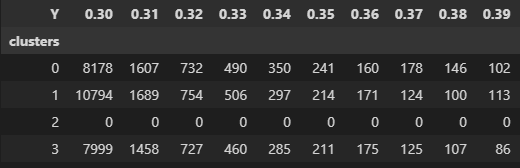 Y 0.30 0.31 0.32 0.33 0.34 0.35 0.36 0.37 0.38 0.39
clusters
0 8178 1607 732 490 350 241 160 178 146 102
1 10794 1689 754 506 297 214 171 124 100 113
2 0 0 0 0 0 0 0 0 0 0
3 7999 1458 727 460 285 211 175 125 107 86